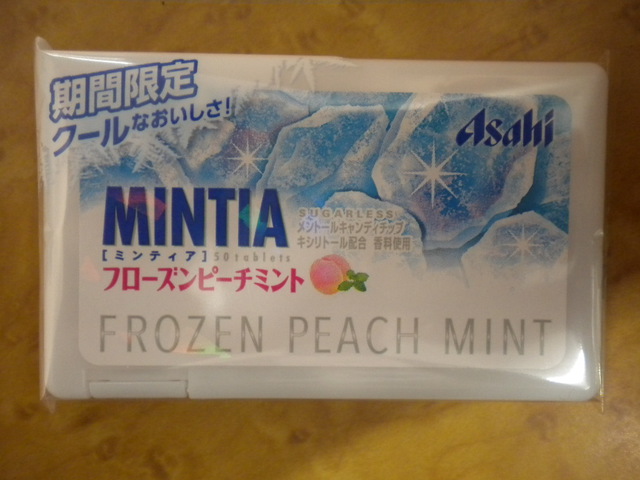 期間限定
クールなおいしさ!
Asahi
MINTIA
SUGARLESS
メントールキャンディチップ
キシリトール配合 香料使用
[ミンティア] 50tablets
フローズンピーチミント
FROZEN PEACH MINT